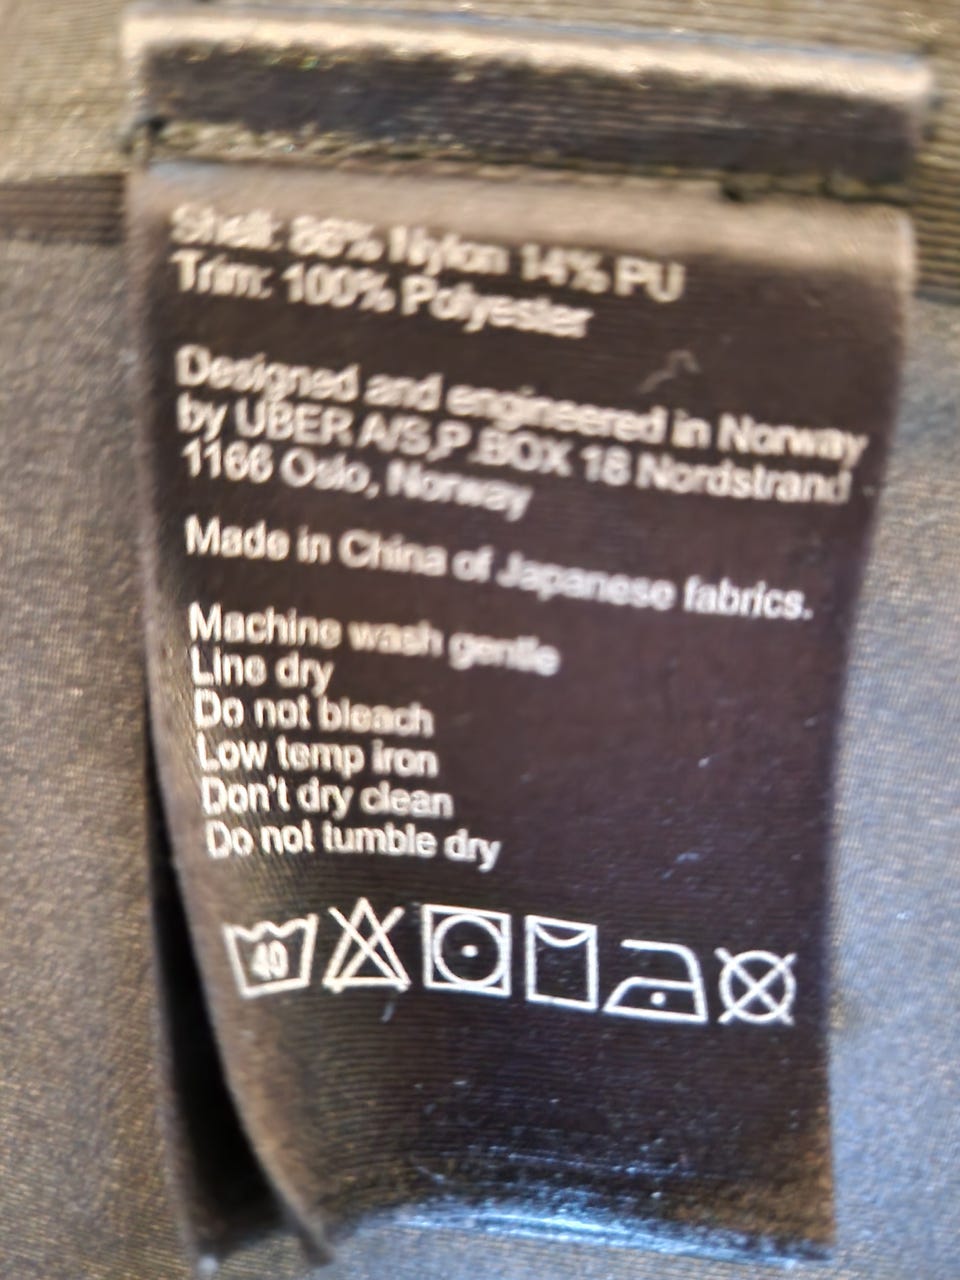 Shell: 86% Nylon 14% PU
Trim: 100% Polyester
Designed and engineered in Norway
by UBER A/S,P.BOX 18 Nordstrand
1166 Oslo, Norway
Made in China of Japanese fabrics.
Machine wash gentle
Line dry
Do not bleach
Low temp iron
Don't dry clean
Do not tumble dry
40